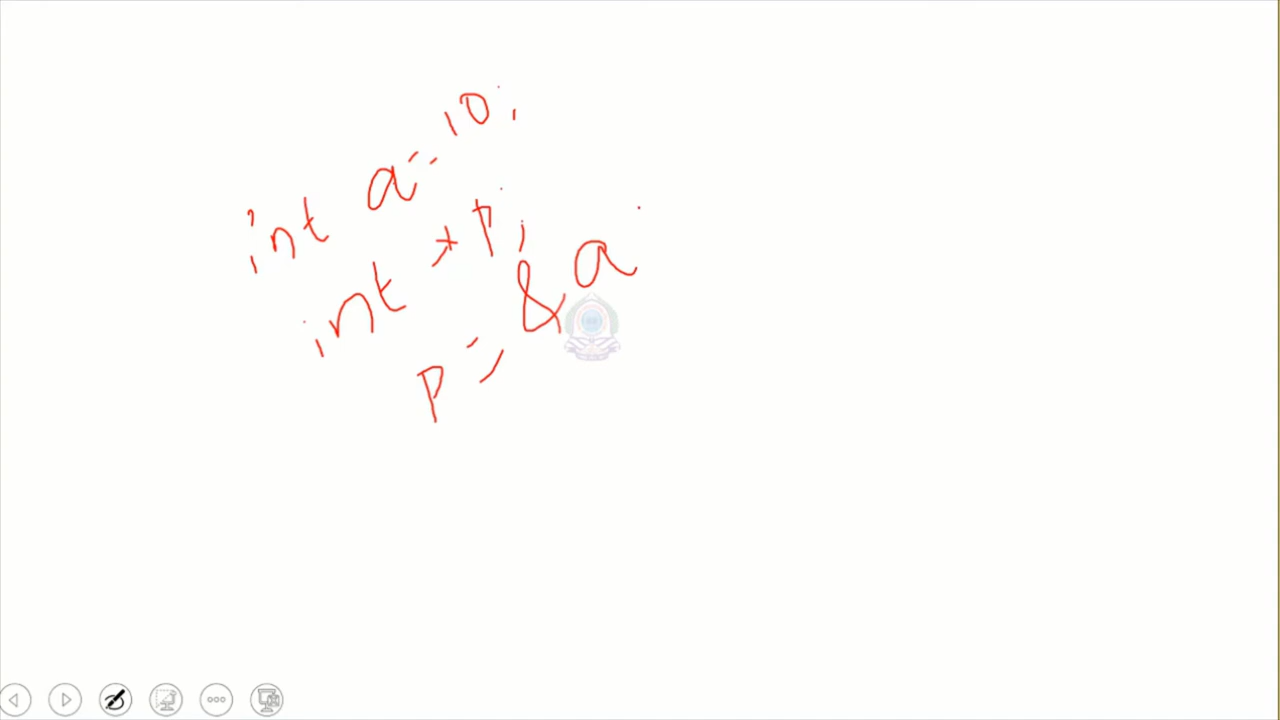 int a=10;
int *p;
p=&a